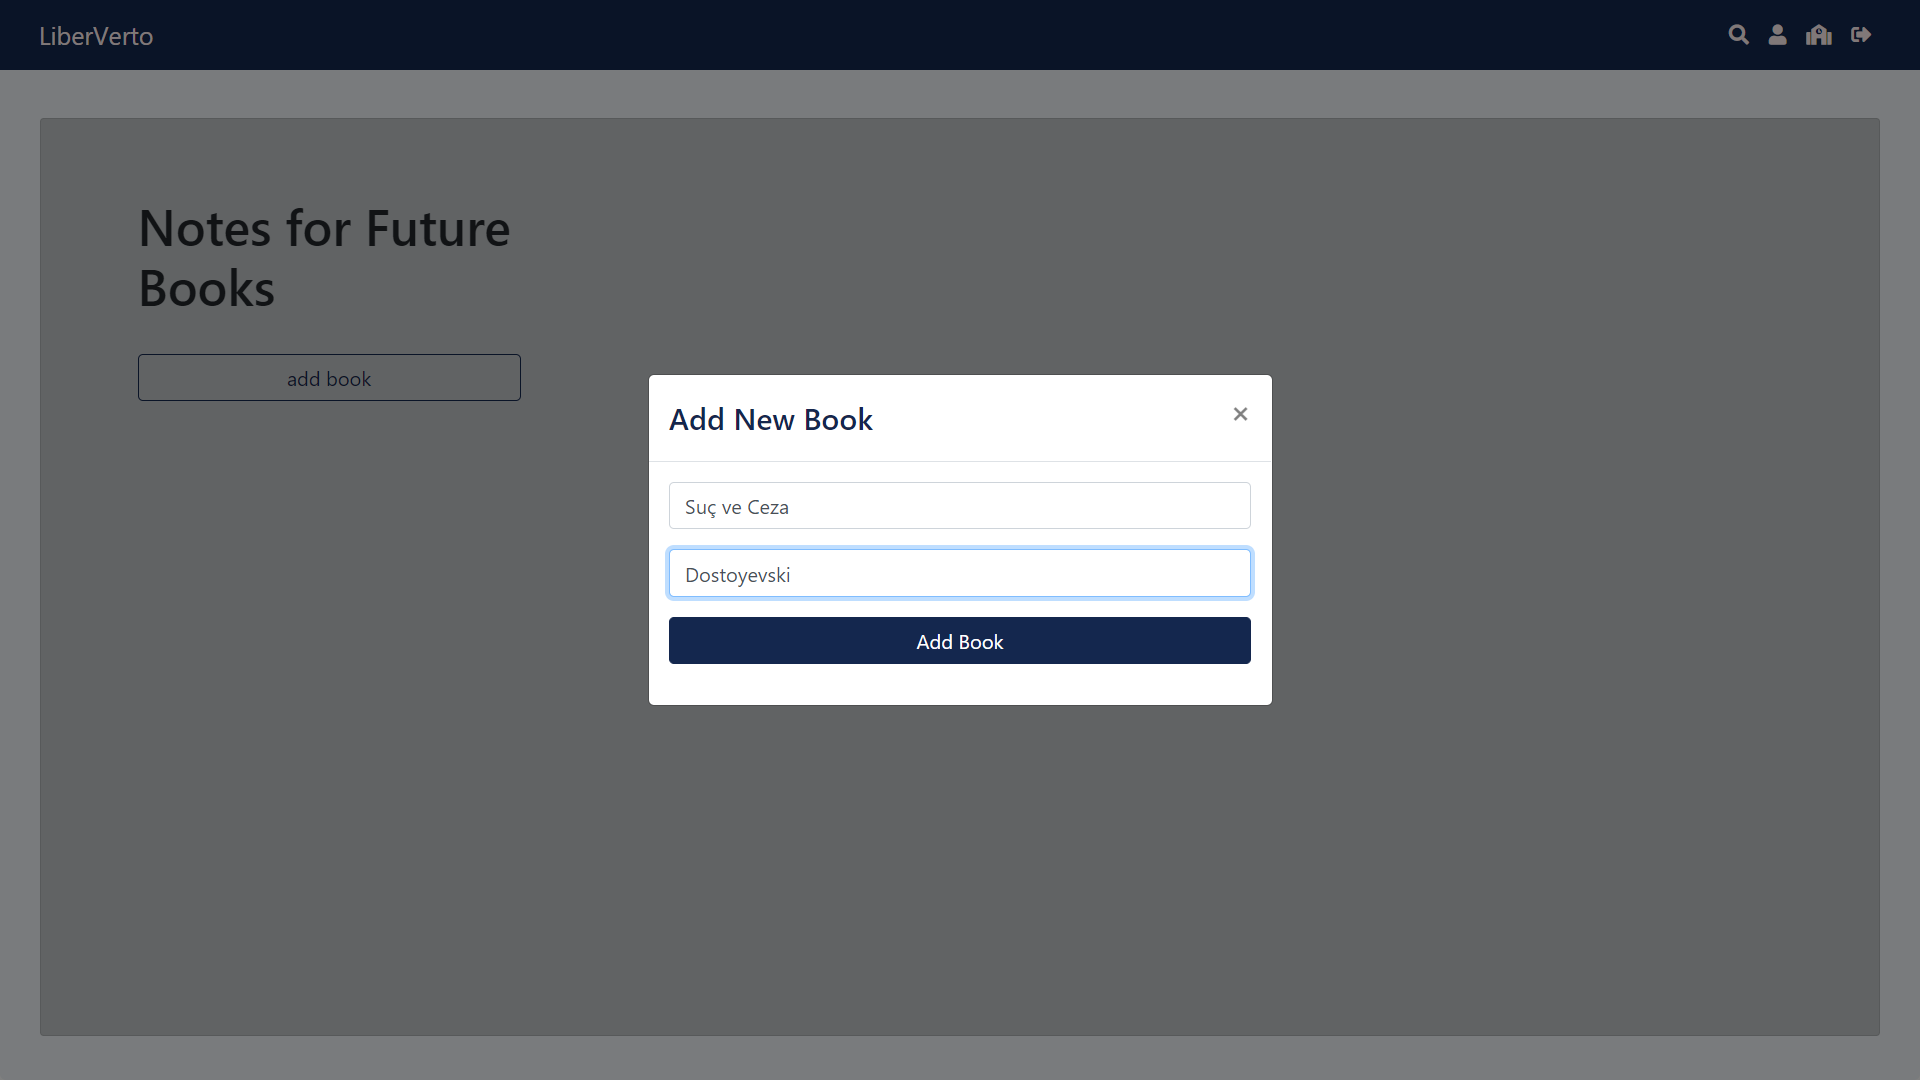 LiberVerto
Notes for Future
Books
add book
Add New Book
×
Suç ve Ceza
Dostoyevski
Add Book